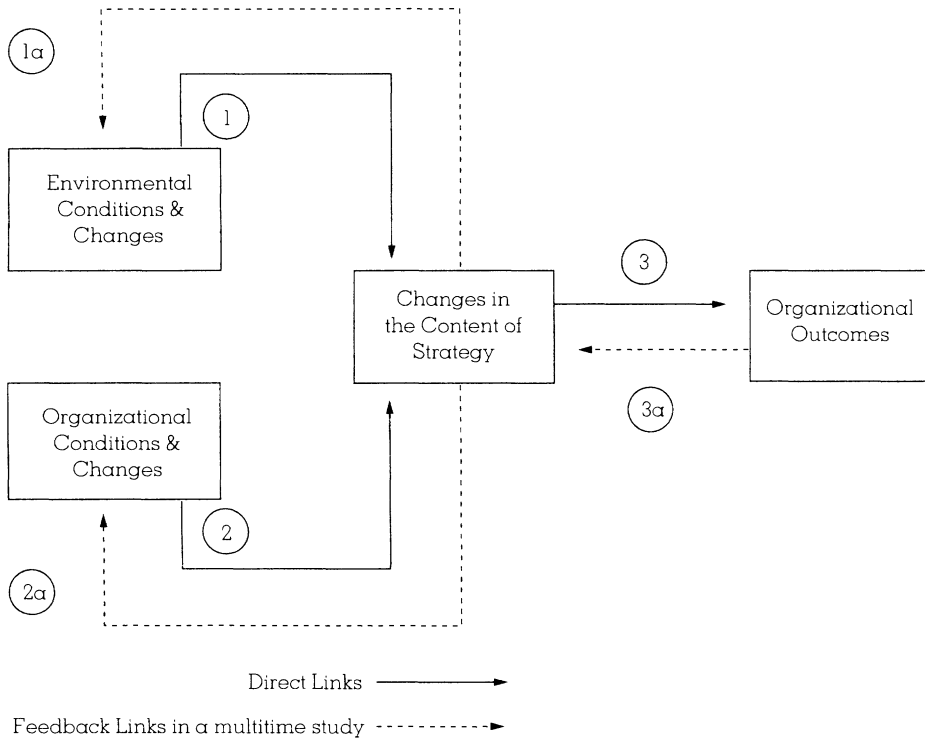 1a
1
Environmental
Conditions &
Changes
3
Changes in
the Content of
Strategy
Organizational
Outcomes
3a
Organizational
Conditions &
Changes
2
2a
Direct Links
Feedback Links in a multitime study